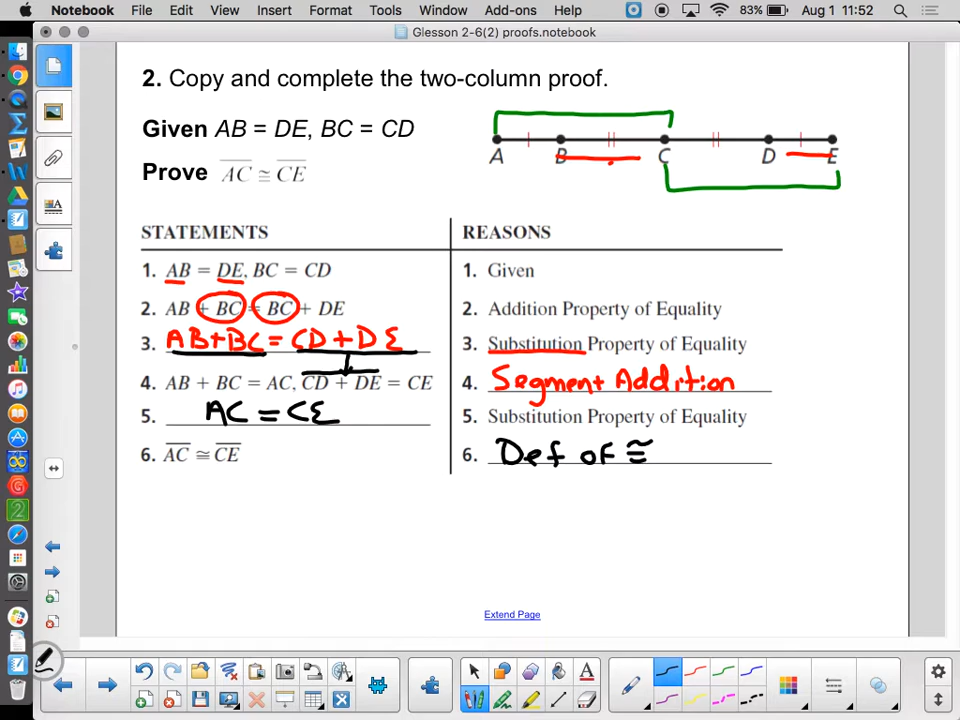 Notebook File Edit View Insert Format Tools Window Add-ons Help 83% Aug 1 11:52
Glesson 2-6(2) proofs.notebook
2. Copy and complete the two-column proof.
Given AB = DE, BC = CD
Prove AC ≅ CE
A B C D E
STATEMENTS REASONS
1. AB = DE, BC = CD 1. Given
2. AB + BC = BC + DE 2. Addition Property of Equality
3. AB+BC = CD+DE 3. Substitution Property of Equality
4. AB + BC = AC, CD + DE = CE 4. Segment Addition
5. AC = CE 5. Substitution Property of Equality
6. AC ≅ CE 6. Def of ≅
Extend Page